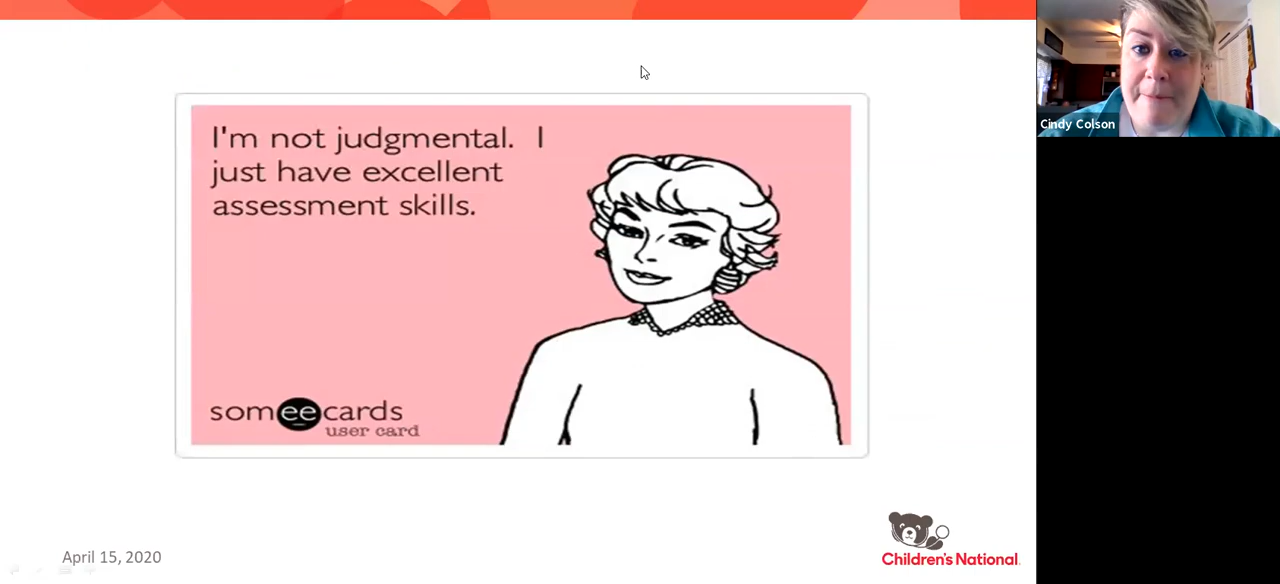 I'm not judgmental. I
just have excellent
assessment skills.
someecards
user card
Cindy Colson
April 15, 2020
Children's National